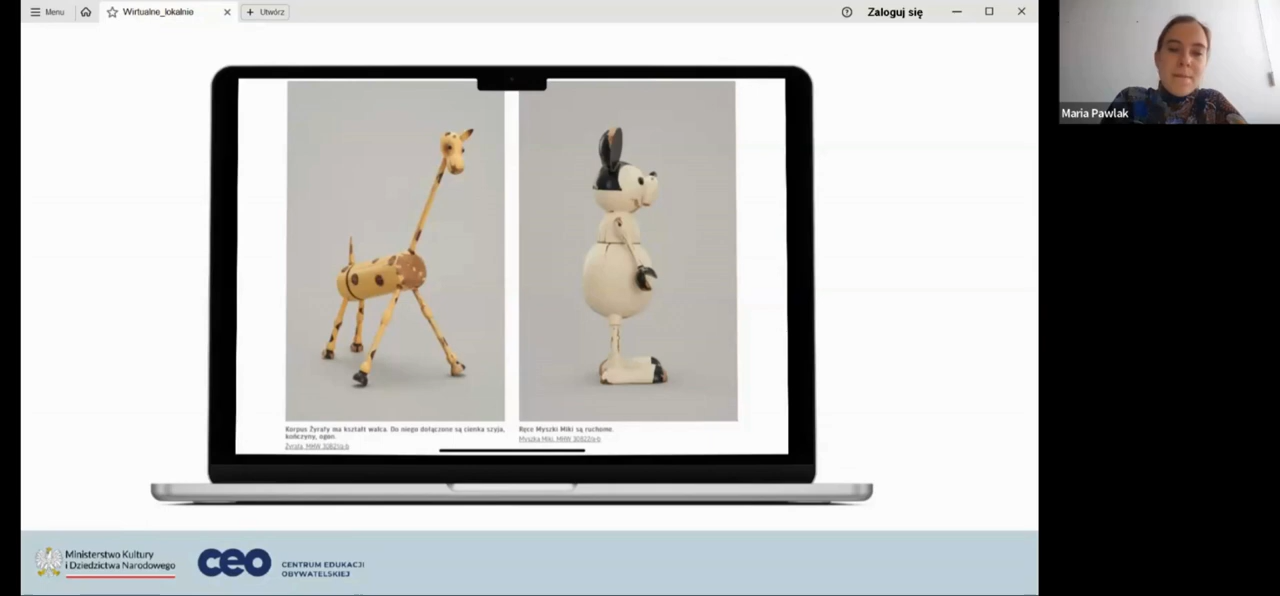 Menu
Wirtualne_lokalnie
Utwórz
Zaloguj się
Maria Pawlak
Korpus Żyrafy ma kształt walca. Do niego dołączone są cienka szyja,
kończyny, ogon.
Żyrafa, MHW 30821/a-b
Ręce Myszki Miki są ruchome.
Myszka Miki, MHW 30822/a-b
Ministerstwo Kultury
i Dziedzictwa Narodowego
ceo
CENTRUM EDUKACJI
OBYWATELSKIEJ